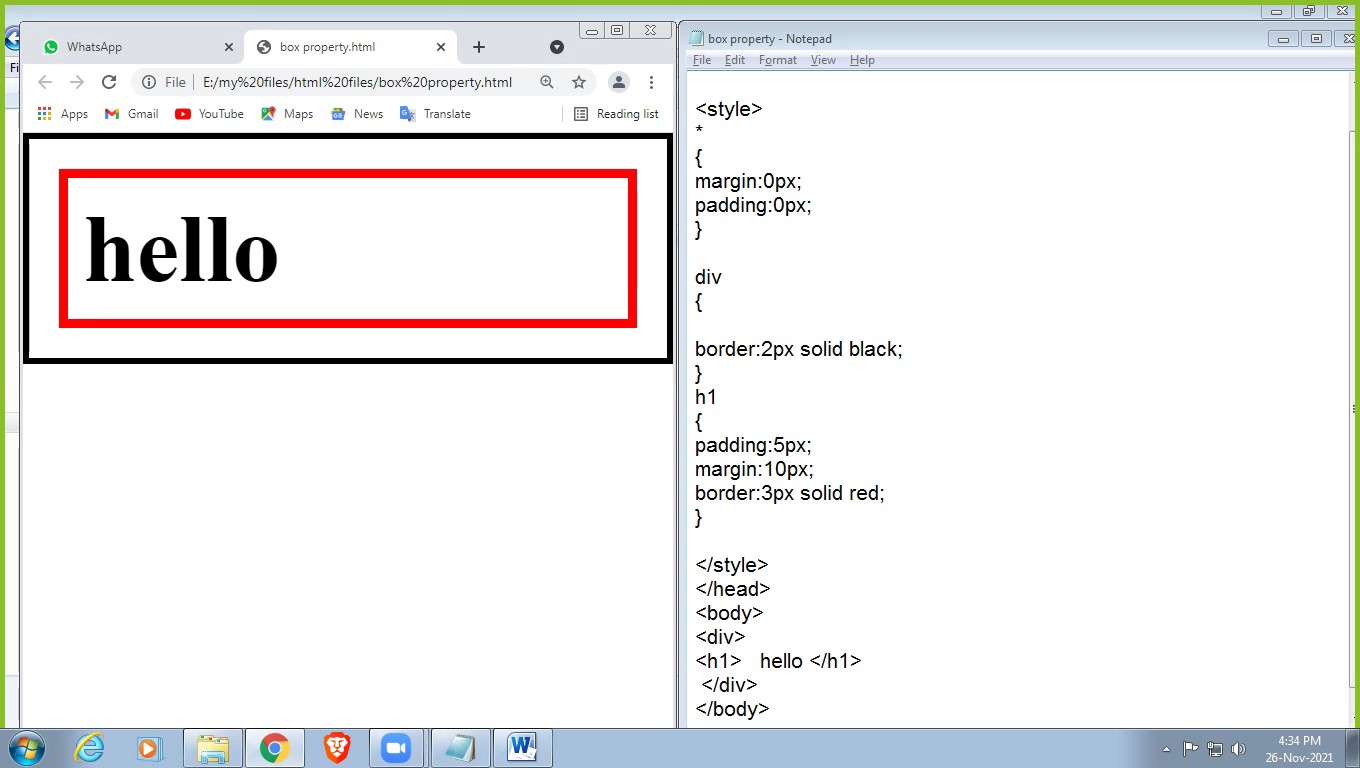 WhatsApp
box property.html
File
E:/my%20files/html%20files/box%20property.html
Apps
Gmail
YouTube
Maps
News
Translate
Reading list
hello
box property - Notepad
File Edit Format View Help
<style>
*
{
margin:0px;
padding:0px;
}
div
{
border:2px solid black;
}
h1
{
padding:5px;
margin:10px;
border:3px solid red;
}
</style>
</head>
<body>
<div>
<h1>   hello </h1>
</div>
</body>
4:34 PM
26-Nov-2021